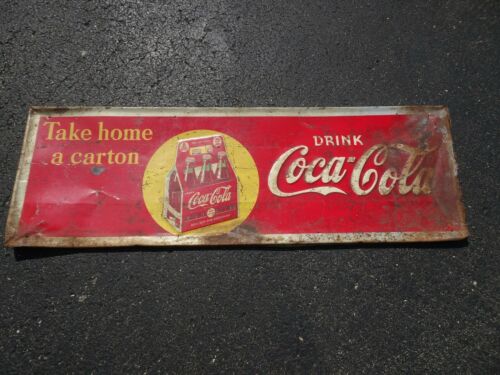 Take home
a carton
DRINK
Coca-Cola
Coca-Cola